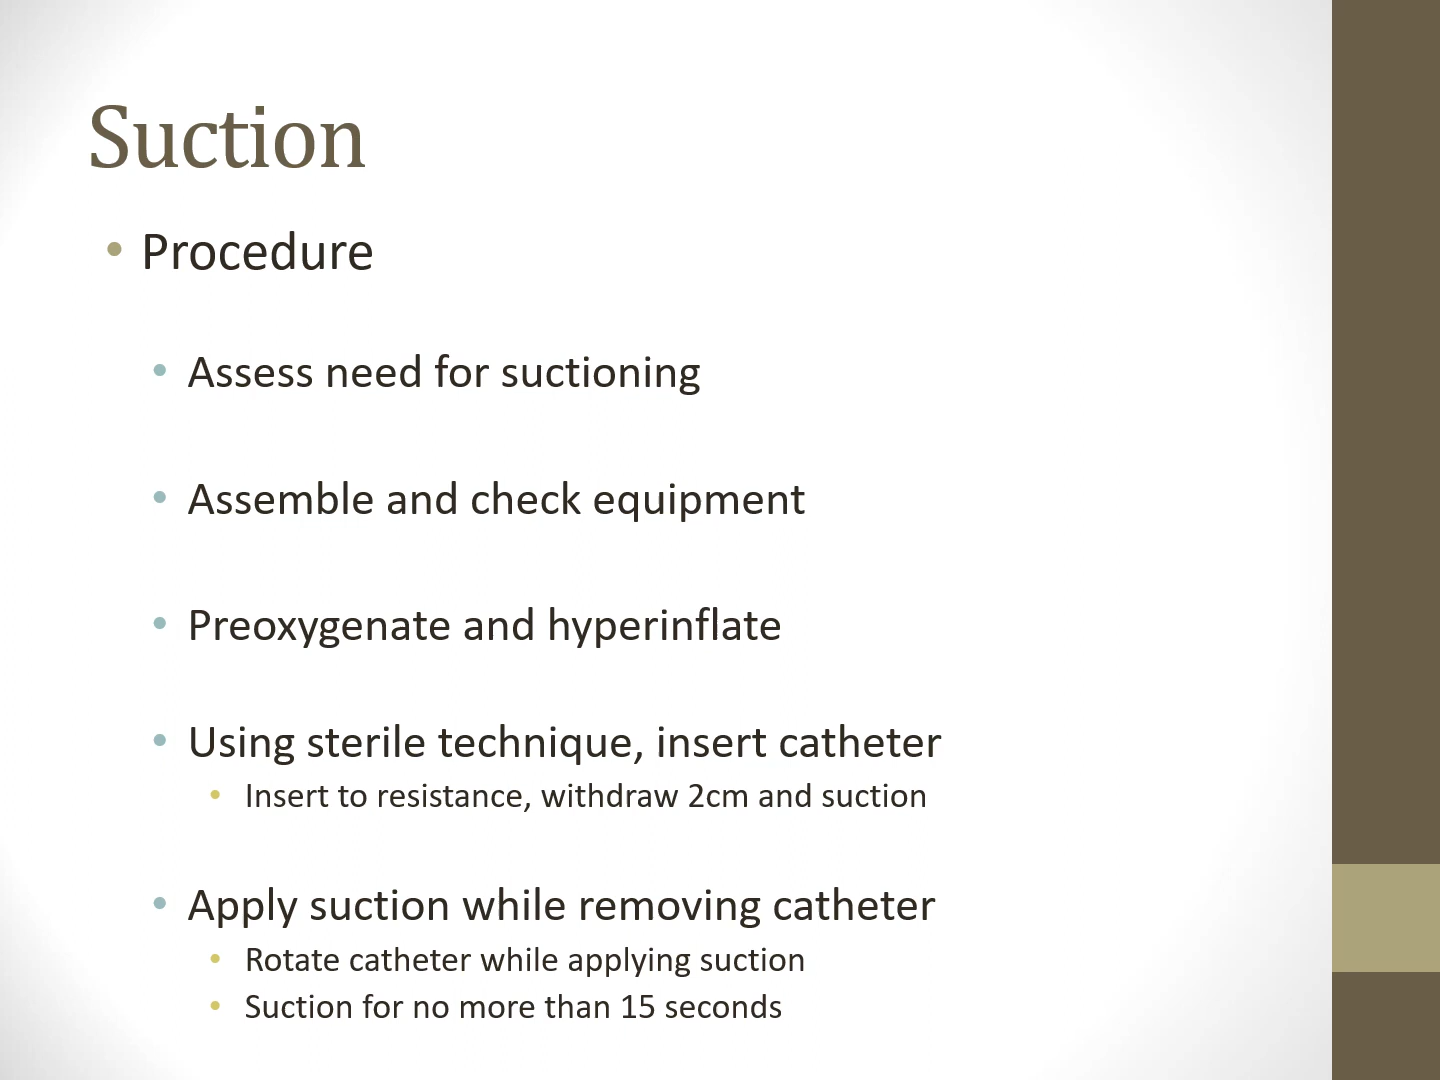 Suction
• Procedure
• Assess need for suctioning
• Assemble and check equipment
• Preoxygenate and hyperinflate
• Using sterile technique, insert catheter
• Insert to resistance, withdraw 2cm and suction
• Apply suction while removing catheter
• Rotate catheter while applying suction
• Suction for no more than 15 seconds